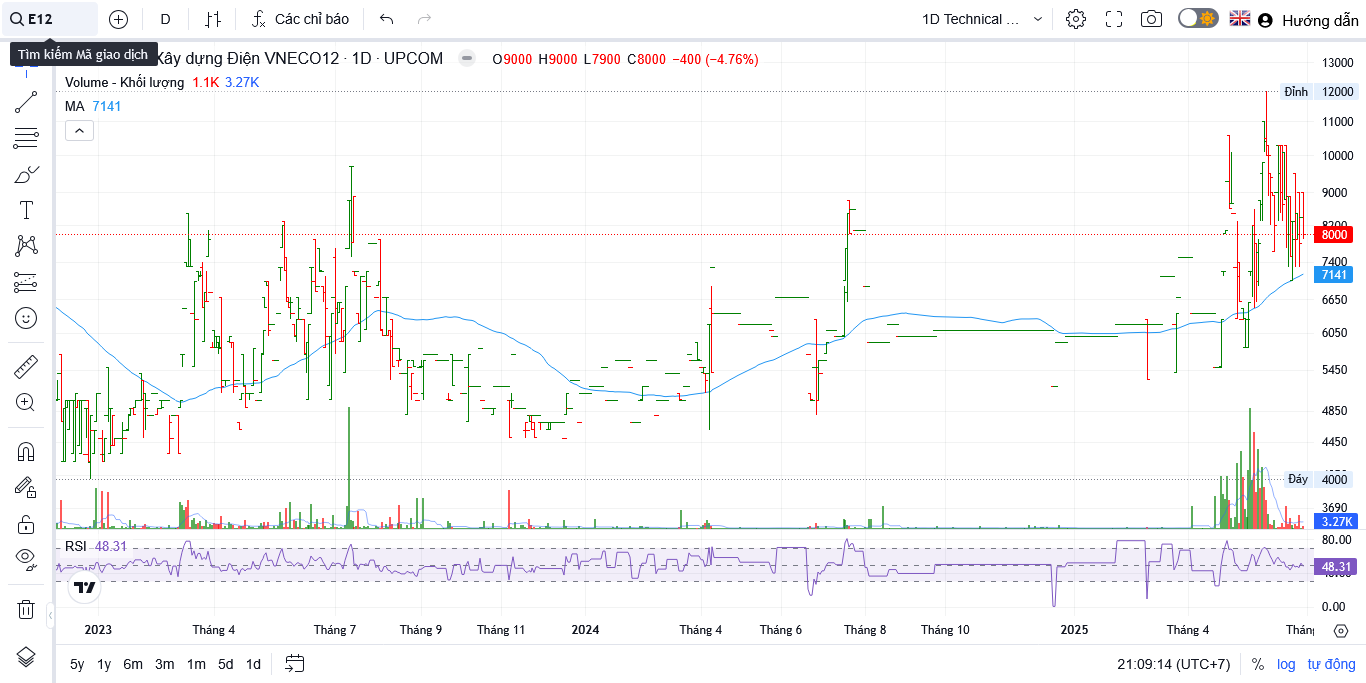 E12
D
Các chỉ báo
1D Technical ...
Hướng dẫn
Tìm kiếm Mã giao dịch
Xây dựng Điện VNECO12 · 1D · UPCOM
O9000 H9000 L7900 C8000 −400 (−4.76%)
Volume - Khối lượng 1.1K 3.27K
MA 7141
13000
Đỉnh 12000
11000
10000
9000
8200
8000
7400
7141
6650
6050
5450
4850
4450
Đáy 4000
3690
3.27K
RSI 48.31
80.00
48.31
40.00
0.00
2023 Tháng 4 Tháng 7 Tháng 9 Tháng 11 2024 Tháng 4 Tháng 6 Tháng 8 Tháng 10 2025 Tháng 4 Thán
5y 1y 6m 3m 1m 5d 1d
21:09:14 (UTC+7) % log tự động